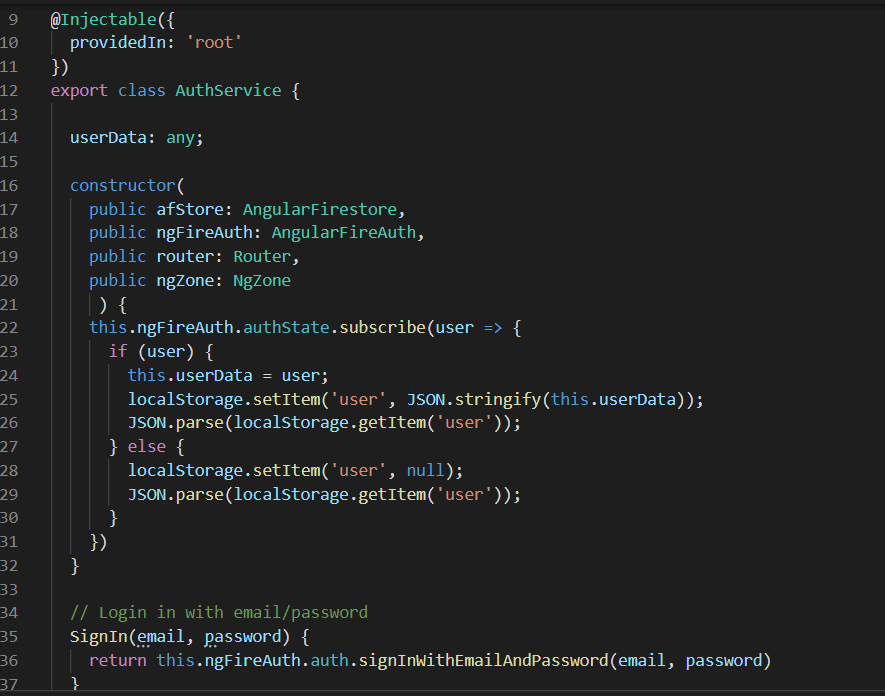 9 @Injectable({
10 providedIn: 'root'
11 })
12 export class AuthService {
13
14 userData: any;
15
16 constructor(
17 public afStore: AngularFirestore,
18 public ngFireAuth: AngularFireAuth,
19 public router: Router,
20 public ngZone: NgZone
21 ) {
22 this.ngFireAuth.authState.subscribe(user => {
23 if (user) {
24 this.userData = user;
25 localStorage.setItem('user', JSON.stringify(this.userData));
26 JSON.parse(localStorage.getItem('user'));
27 } else {
28 localStorage.setItem('user', null);
29 JSON.parse(localStorage.getItem('user'));
30 }
31 })
32 }
33
34 // Login in with email/password
35 SignIn(email, password) {
36 return this.ngFireAuth.auth.signInWithEmailAndPassword(email, password)
37 }